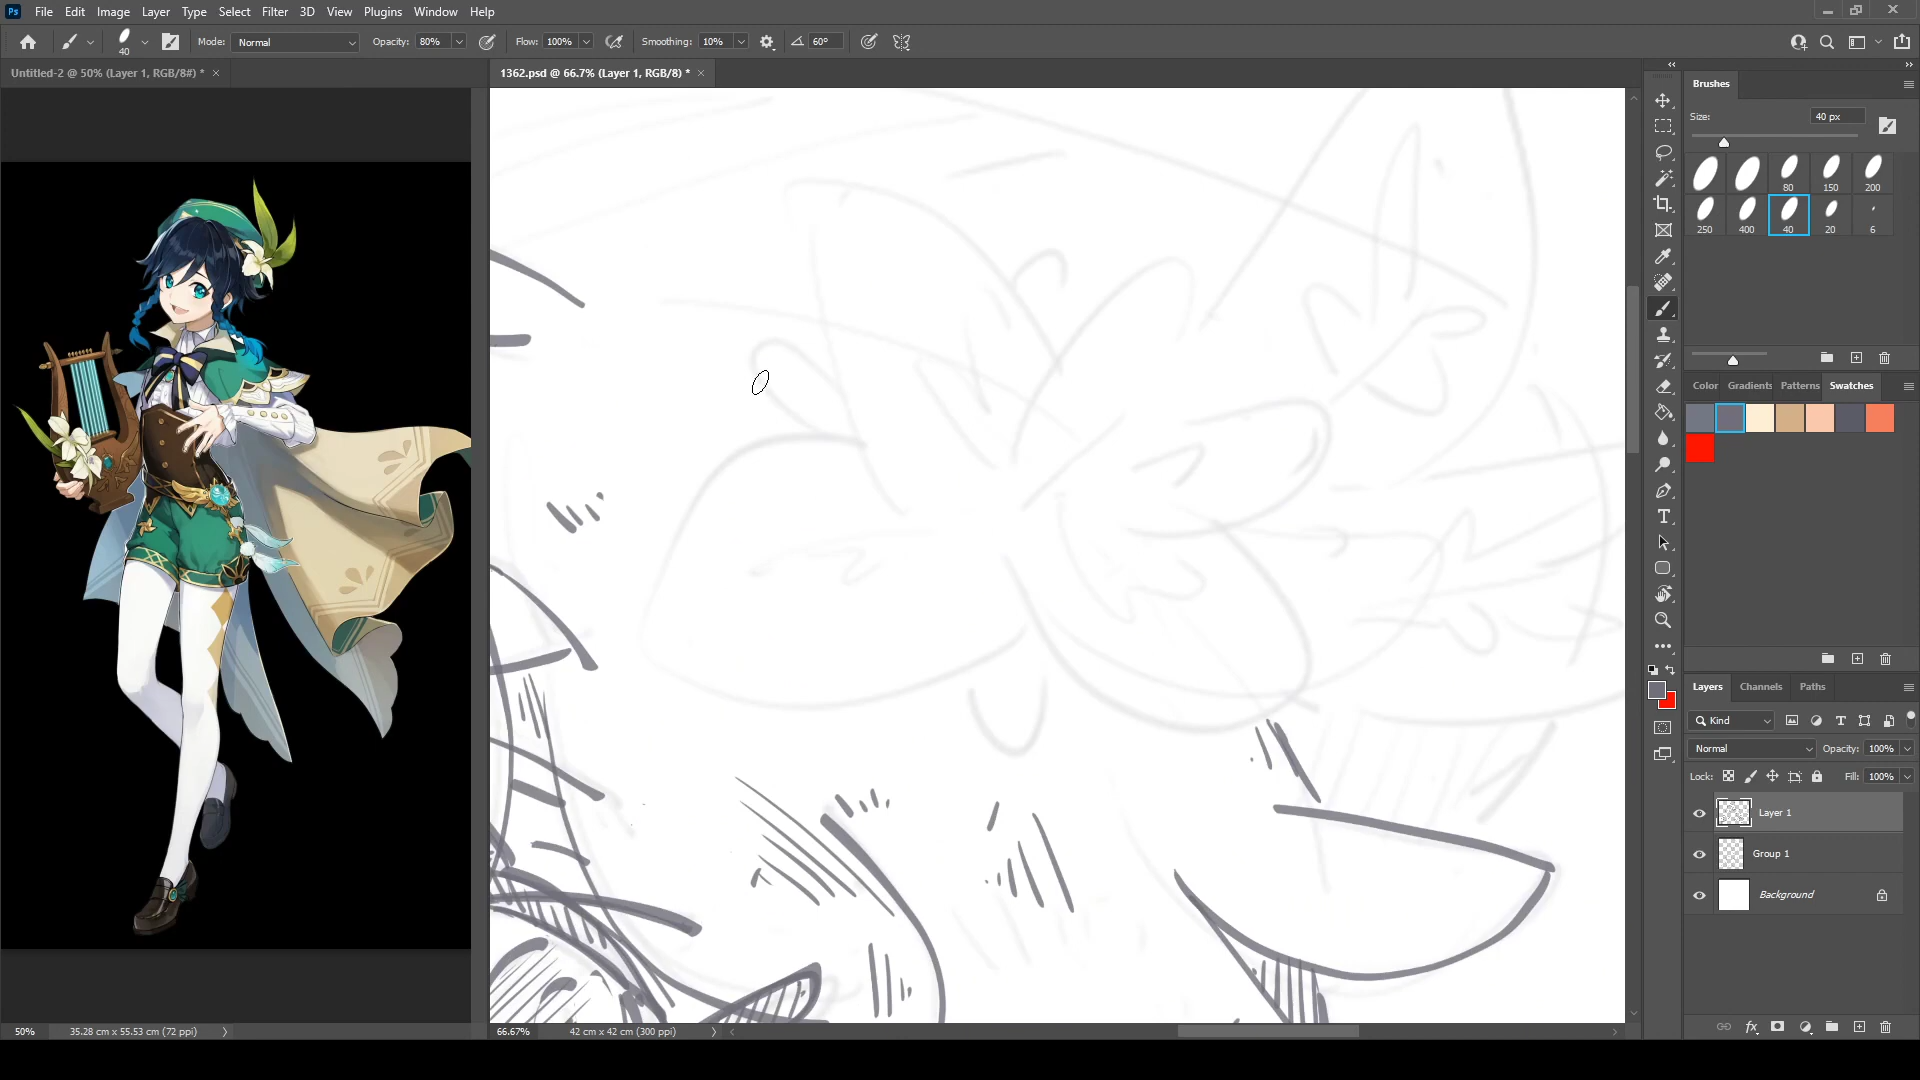 Ps File Edit Image Layer Type Select Filter 3D View Plugins Window Help
40 Mode: Normal Opacity: 80% Flow: 100% Smoothing: 10% 60°
Untitled-2 @ 50% (Layer 1, RGB/8#) * ×
1362.psd @ 66.7% (Layer 1, RGB/8) * ×
Brushes
Size: 40 px
80 150 200
250 400 40 20 6
Color Gradients Patterns Swatches
Layers Channels Paths
Kind
Normal Opacity: 100%
Lock: Fill: 100%
Layer 1
Group 1
Background
50% 35.28 cm x 55.53 cm (72 ppi)
66.67% 42 cm x 42 cm (300 ppi)